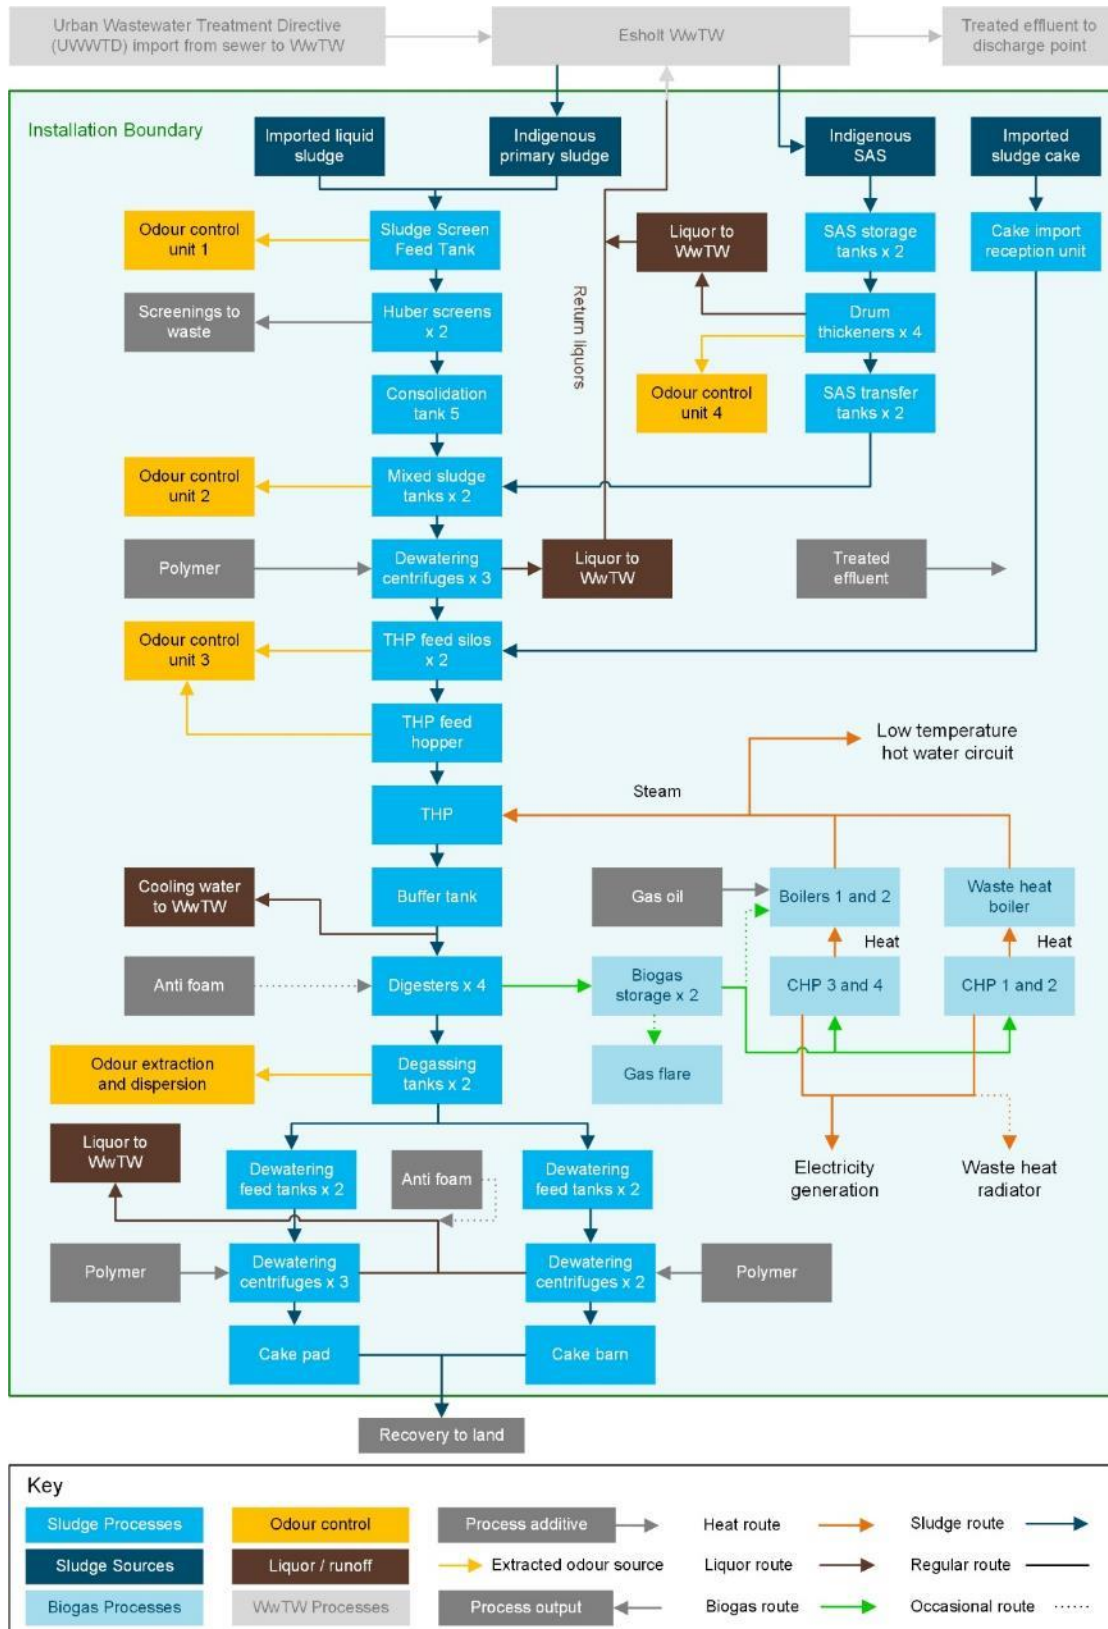 Urban Wastewater Treatment Directive
(UWWTD) import from sewer to WwTW
Esholt WwTW
Treated effluent to
discharge point
Installation Boundary
Imported liquid
sludge
Indigenous
primary sludge
Indigenous
SAS
Imported
sludge cake
Odour control
unit 1
Sludge Screen
Feed Tank
Liquor to
WwTW
SAS storage
tanks x 2
Cake import
reception unit
Screenings to
waste
Huber screens
x 2
Return liquors
Drum
thickeners x 4
Consolidation
tank 5
Odour control
unit 4
SAS transfer
tanks x 2
Odour control
unit 2
Mixed sludge
tanks x 2
Polymer
Dewatering
centrifuges x 3
Liquor to
WwTW
Treated
effluent
Odour control
unit 3
THP feed silos
x 2
THP feed
hopper
Low temperature
hot water circuit
Steam
THP
Cooling water
to WwTW
Buffer tank
Gas oil
Boilers 1 and 2
Waste heat
boiler
Heat
Heat
Anti foam
Digesters x 4
Biogas
storage x 2
CHP 3 and 4
CHP 1 and 2
Odour extraction
and dispersion
Degassing
tanks x 2
Gas flare
Liquor to
WwTW
Dewatering
feed tanks x 2
Anti foam
Dewatering
feed tanks x 2
Electricity
generation
Waste heat
radiator
Polymer
Dewatering
centrifuges x 3
Dewatering
centrifuges x 2
Polymer
Cake pad
Cake barn
Recovery to land
Key
Sludge Processes
Odour control
Process additive
Heat route
Sludge route
Sludge Sources
Liquor / runoff
Extracted odour source
Liquor route
Regular route
Biogas Processes
WwTW Processes
Process output
Biogas route
Occasional route